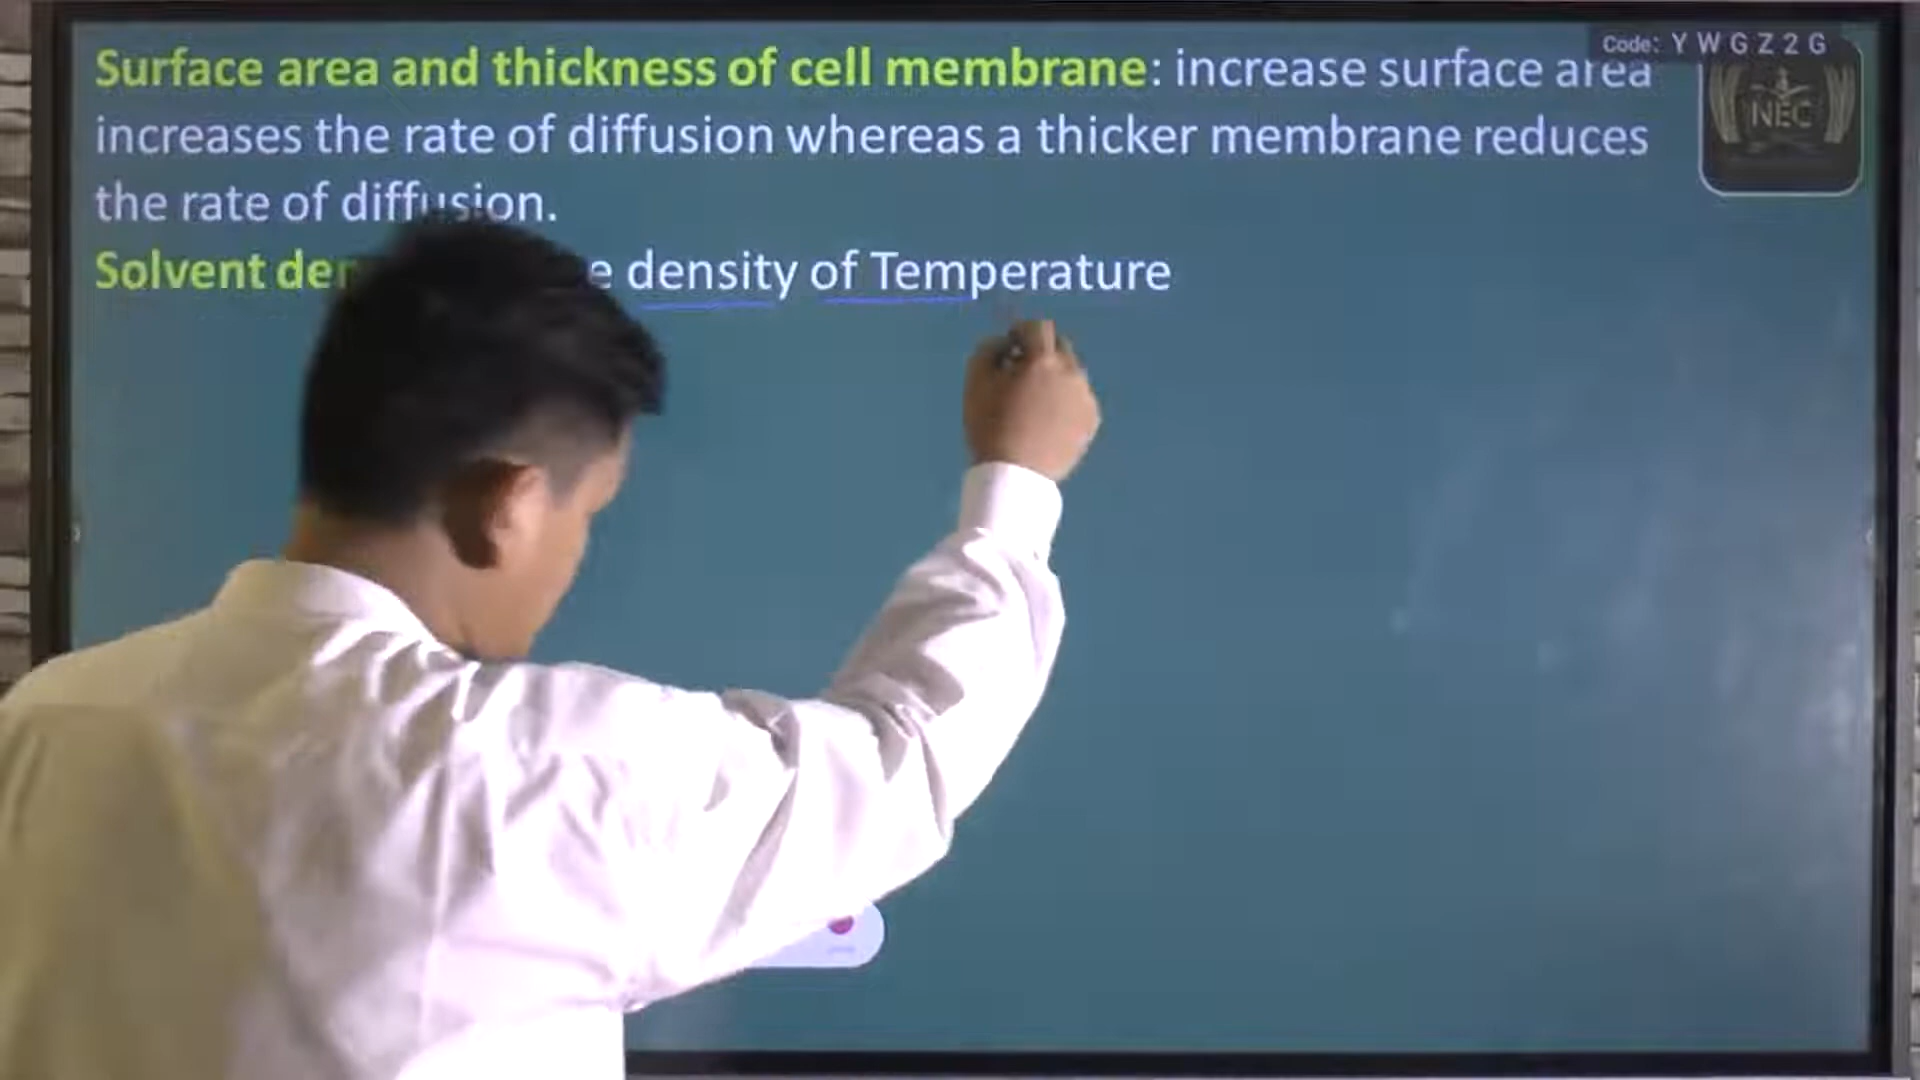 Code: Y W G Z 2 G
Surface area and thickness of cell membrane: increase surface area
NEC
increases the rate of diffusion whereas a thicker membrane reduces
the rate of diffusion.
Solvent density of Temperature